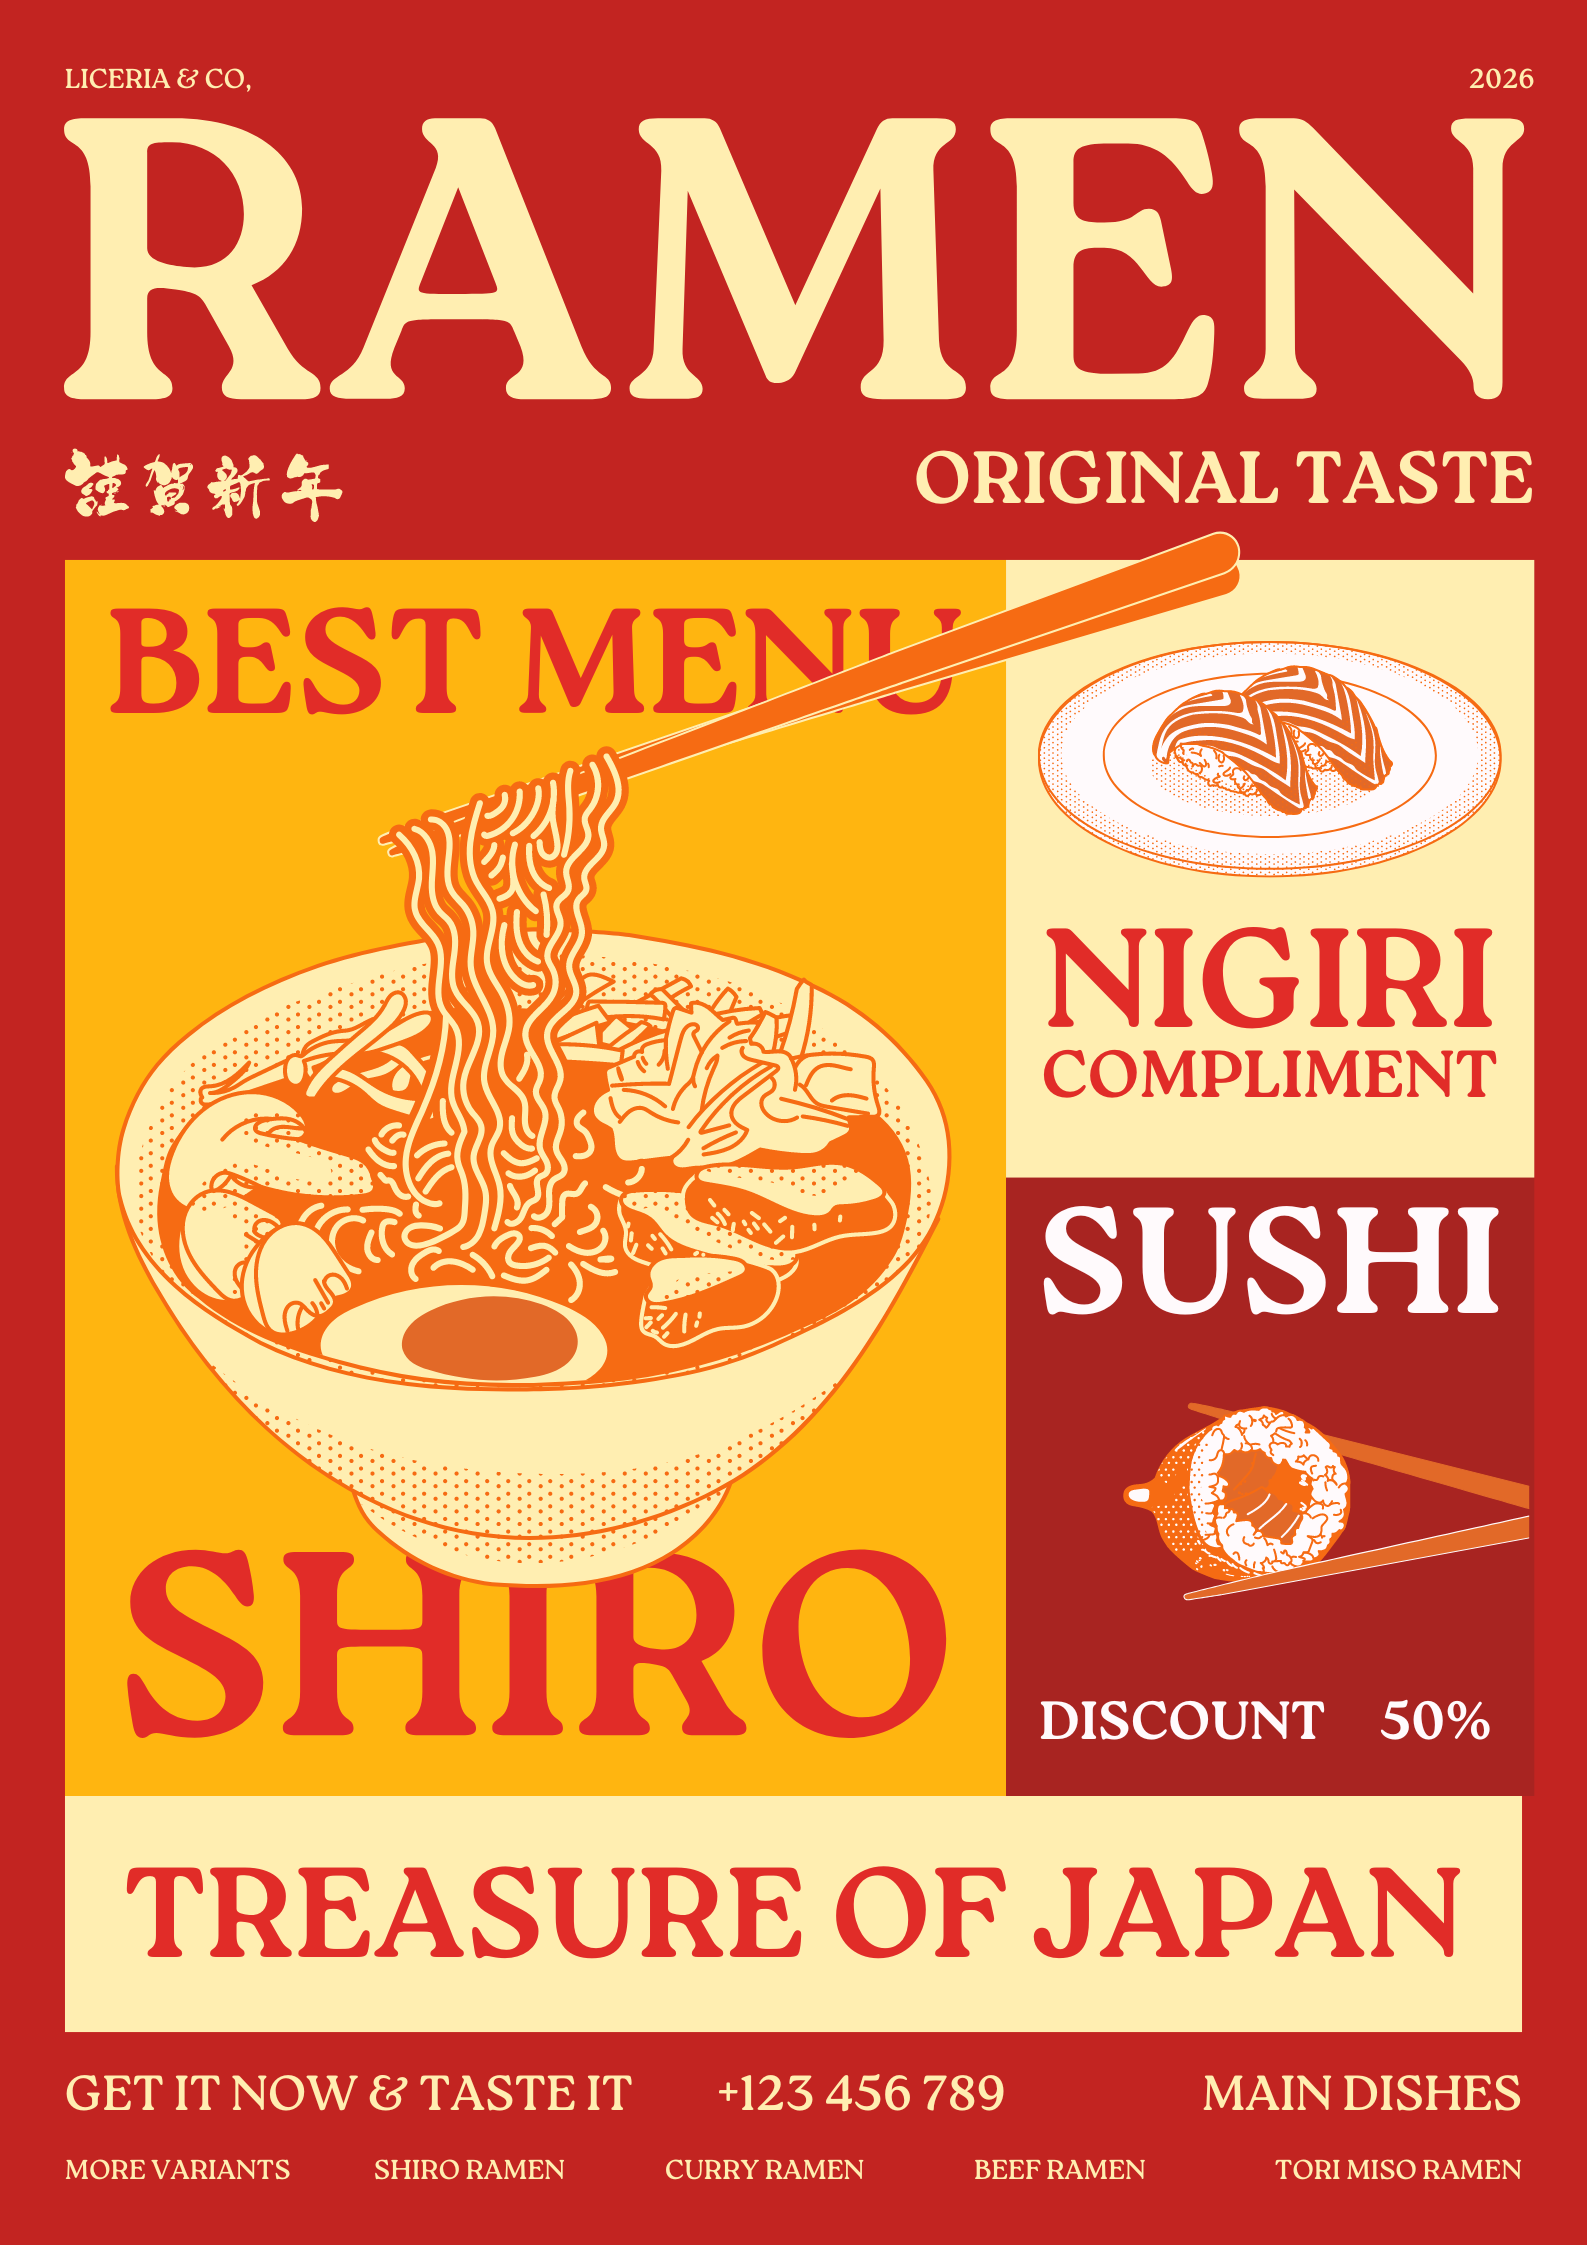 LICERIA & CO,
2026
RAMEN
謹賀新年
ORIGINAL TASTE
BEST MENU
NIGIRI
COMPLIMENT
SUSHI
DISCOUNT 50%
SHIRO
TREASURE OF JAPAN
GET IT NOW & TASTE IT
+123 456 789
MAIN DISHES
MORE VARIANTS
SHIRO RAMEN
CURRY RAMEN
BEEF RAMEN
TORI MISO RAMEN